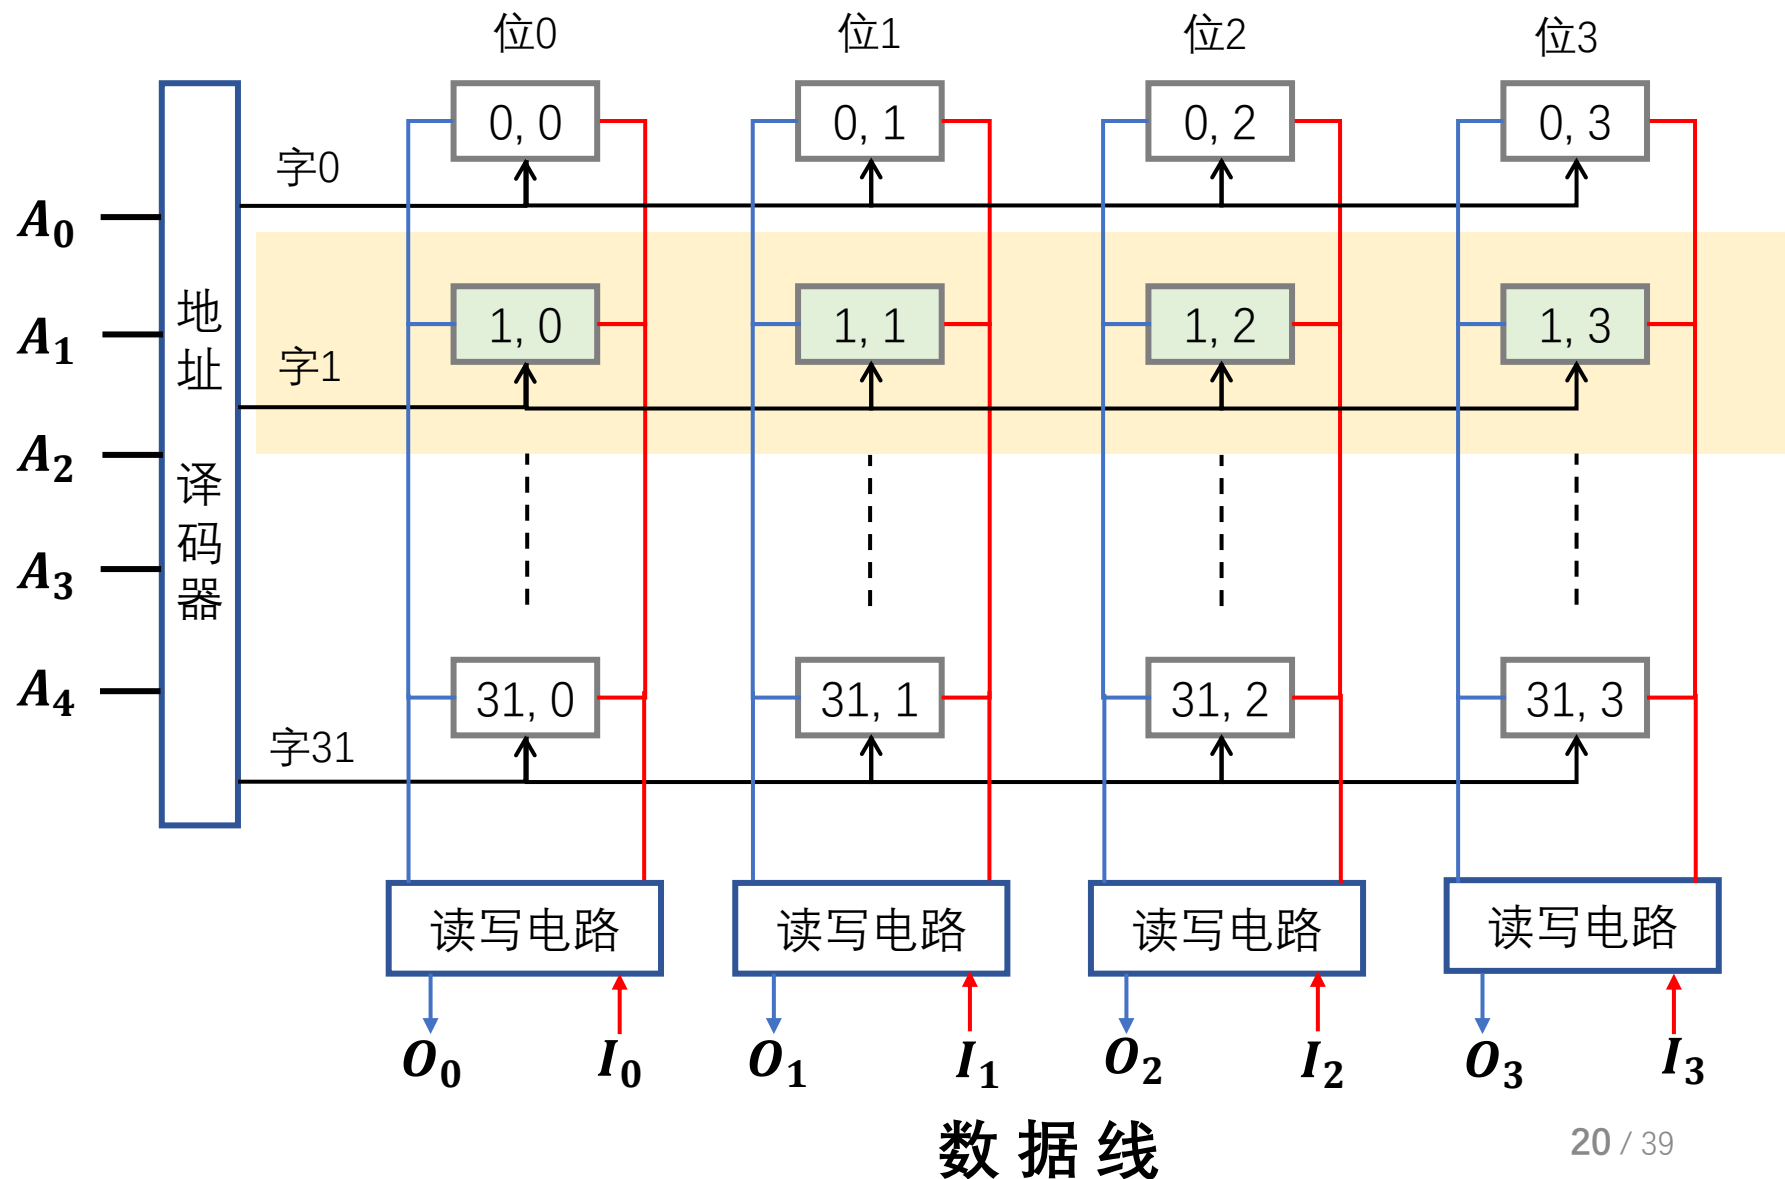 位0 位1 位2 位3
0, 0 0, 1 0, 2 0, 3
字0
A0
1, 0 1, 1 1, 2 1, 3
A1
字1
A2
A3
A4
地址译码器
31, 0 31, 1 31, 2 31, 3
字31
读写电路 读写电路 读写电路 读写电路
O0 I0 O1 I1 O2 I2 O3 I3
数据线
20 / 39